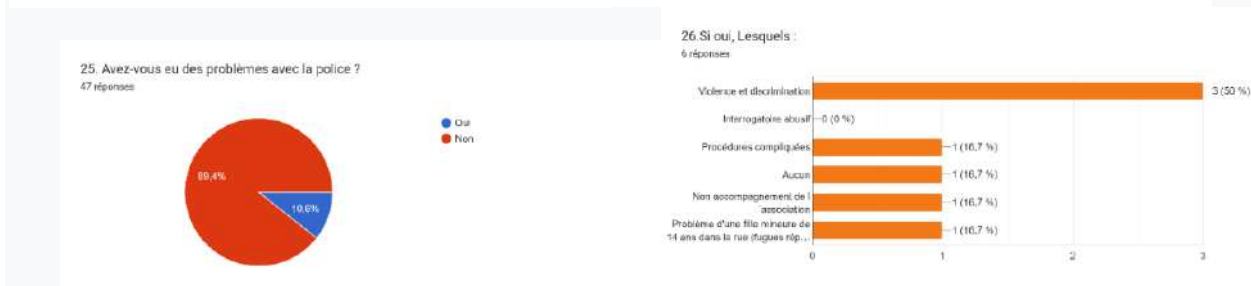 25. Avez-vous eu des problèmes avec la police ?
47 réponses
Oui
Non
89,4%
10,6%
26.Si oui, Lesquels :
6 réponses
Violence et discrimination
3 (50 %)
Interrogatoire abusif
0 (0 %)
Procédures compliquées
1 (16,7 %)
Aucun
1 (16,7 %)
Non accompagnement de l
association
1 (16,7 %)
Problème d'une fille mineure de
14 ans dans la rue (fugues rép...
1 (16,7 %)
0
1
2
3